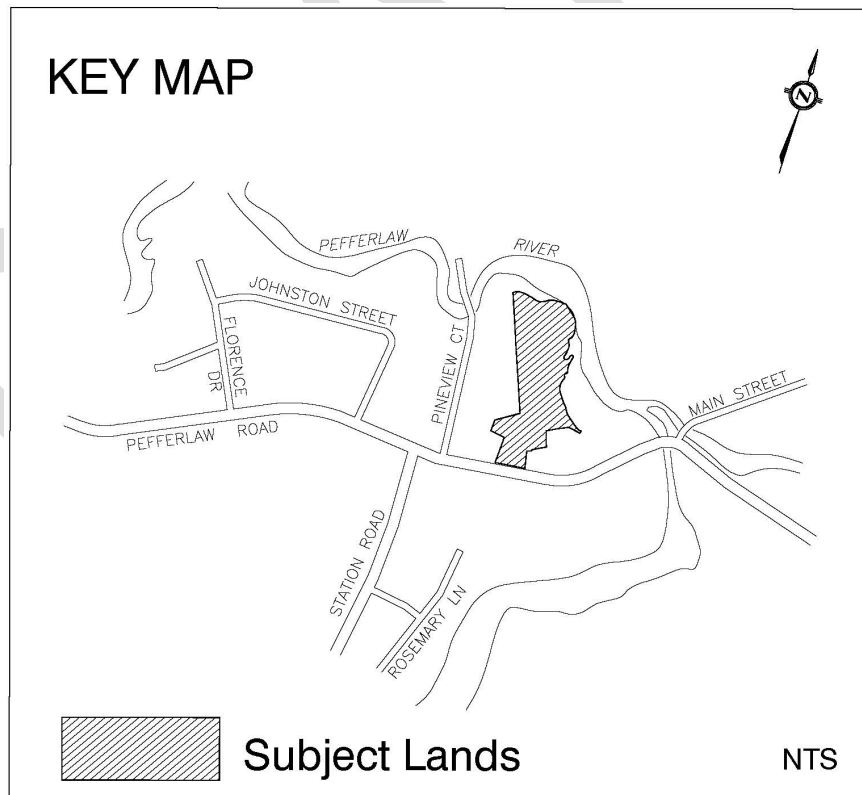 KEY MAP
N
PEFFERLAW
RIVER
JOHNSTON STREET
FLORENCE
DR
PINEVIEW CT
MAIN STREET
PEFFERLAW ROAD
STATION ROAD
ROSEMARY LN
Subject Lands
NTS